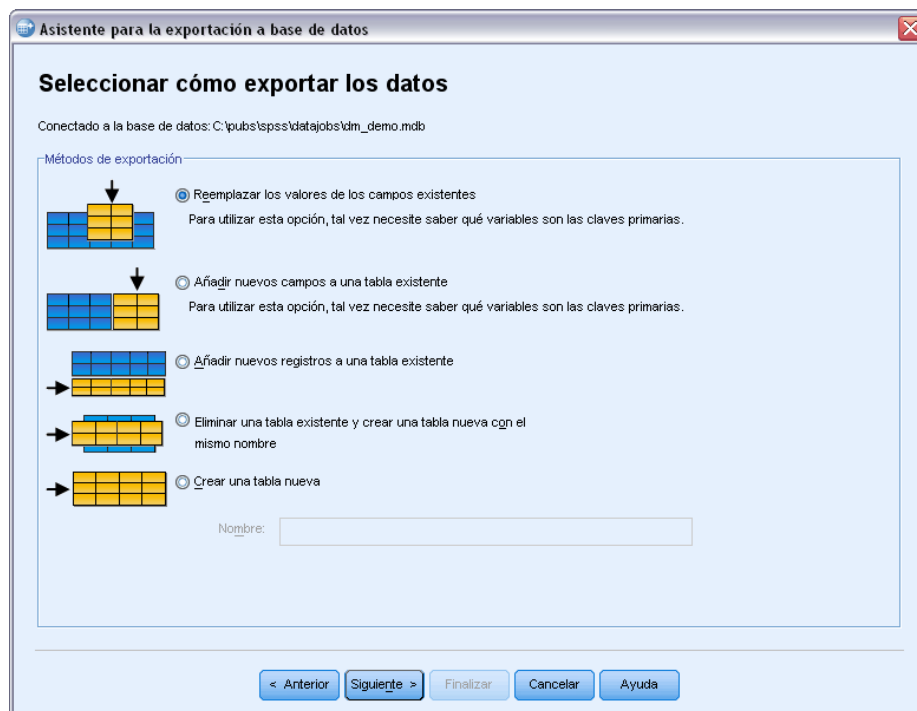 Asistente para la exportación a base de datos
Seleccionar cómo exportar los datos
Conectado a la base de datos: C:\pubs\spss\datajobs\dm_demo.mdb
Métodos de exportación
Reemplazar los valores de los campos existentes
Para utilizar esta opción, tal vez necesite saber qué variables son las claves primarias.
Añadir nuevos campos a una tabla existente
Para utilizar esta opción, tal vez necesite saber qué variables son las claves primarias.
Añadir nuevos registros a una tabla existente
Eliminar una tabla existente y crear una tabla nueva con el
mismo nombre
Crear una tabla nueva
Nombre:
< Anterior
Siguiente >
Finalizar
Cancelar
Ayuda